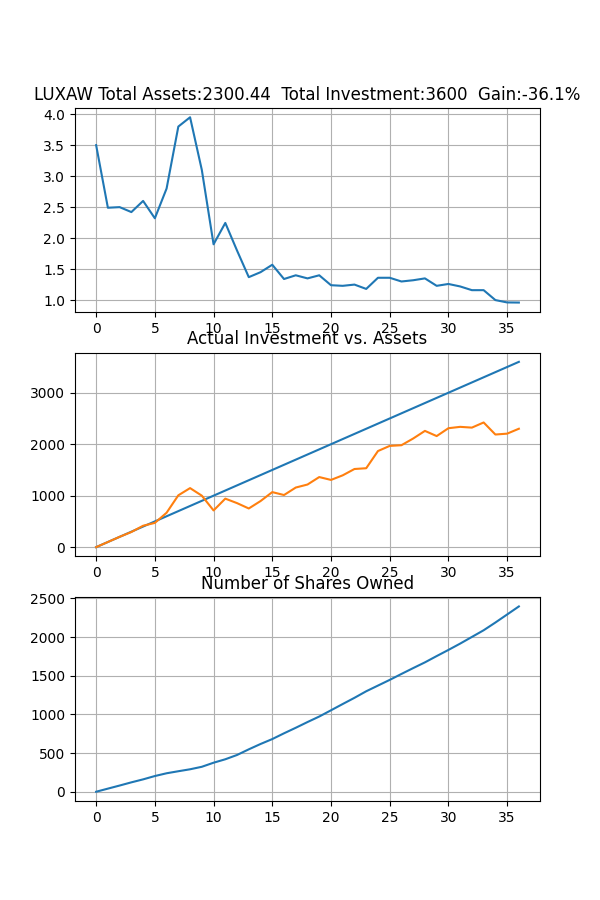 LUXAW Total Assets:2300.44  Total Investment:3600  Gain:-36.1%
4.0
3.5
3.0
2.5
2.0
1.5
1.0
0 5 10 15 20 25 30 35
Actual Investment vs. Assets
3000
2000
1000
0
0 5 10 15 20 25 30 35
Number of Shares Owned
2500
2000
1500
1000
500
0
0 5 10 15 20 25 30 35